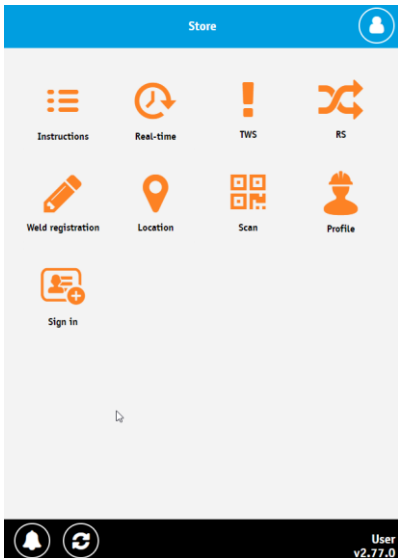 Store
Instructions
Real-time
TWS
RS
Weld registration
Location
Scan
Profile
Sign in
User
v2.77.0